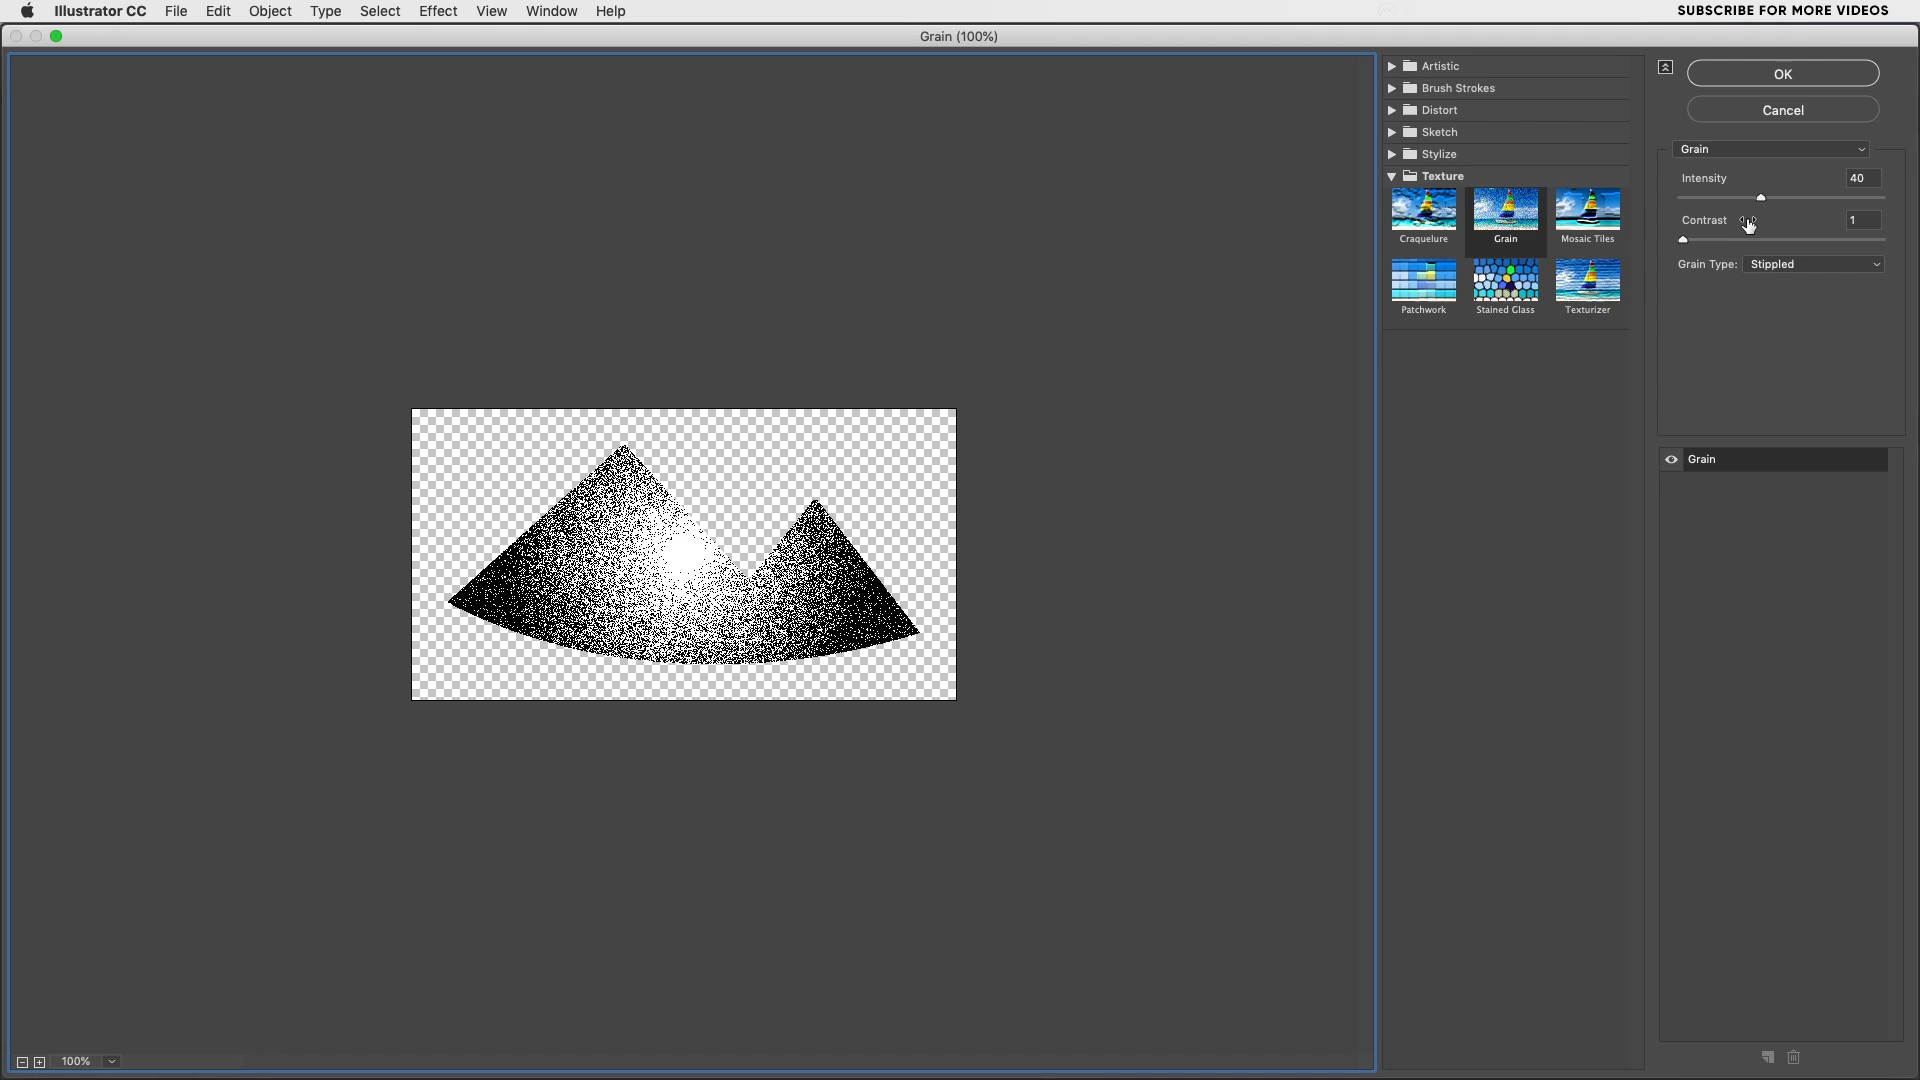 Illustrator CC File Edit Object Type Select Effect View Window Help
SUBSCRIBE FOR MORE VIDEOS
Grain (100%)
Artistic
Brush Strokes
Distort
Sketch
Stylize
Texture
Craquelure Grain Mosaic Tiles
Patchwork Stained Glass Texturizer
OK
Cancel
Grain
Intensity 40
Contrast 1
Grain Type: Stippled
Grain
100%